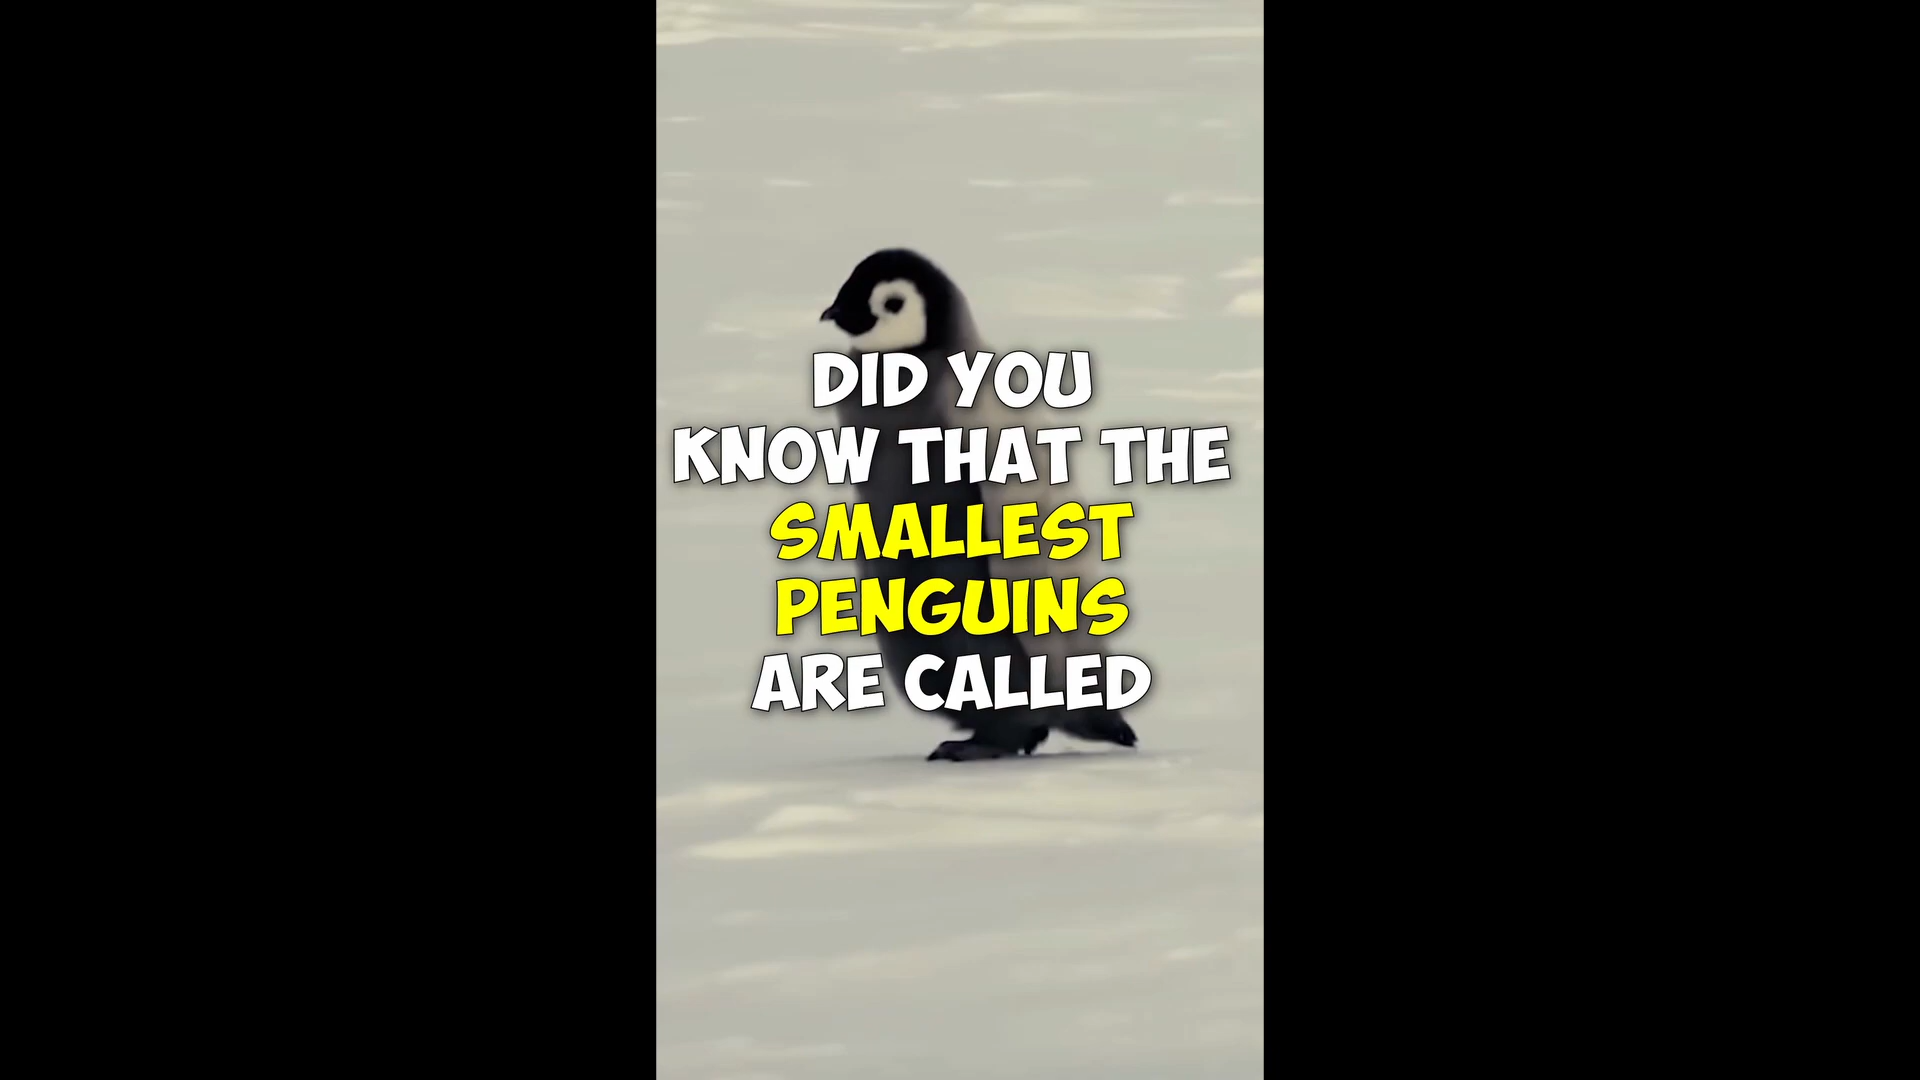 DID YOU
KNOW THAT THE
SMALLEST
PENGUINS
ARE CALLED